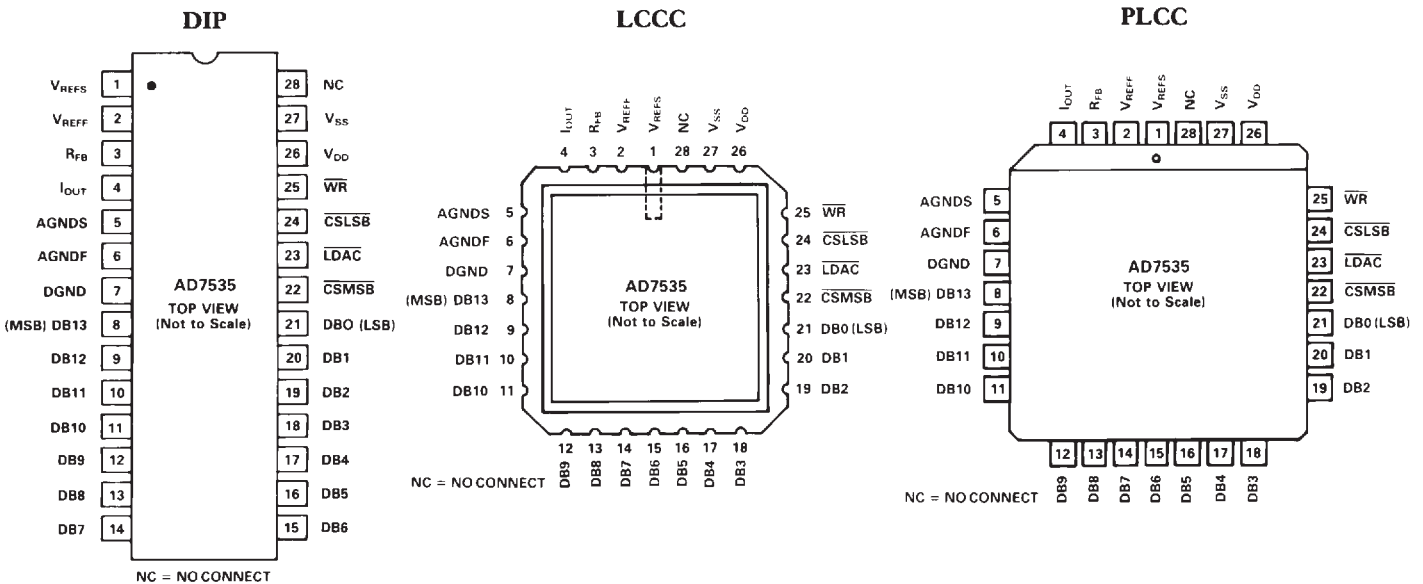 DIP
VREFS 1
VREFF 2
RFB 3
IOUT 4
AGNDS 5
AGNDF 6
DGND 7
(MSB) DB13 8
DB12 9
DB11 10
DB10 11
DB9 12
DB8 13
DB7 14
28 NC
27 VSS
26 VDD
25 WR
24 CSLSB
23 LDAC
22 CSMSB
21 DB0 (LSB)
20 DB1
19 DB2
18 DB3
17 DB4
16 DB5
15 DB6
AD7535
TOP VIEW
(Not to Scale)
NC = NO CONNECT
LCCC
IOUT RFB VREFF VREFS NC VSS VDD
4 3 2 1 28 27 26
AGNDS 5
AGNDF 6
DGND 7
(MSB) DB13 8
DB12 9
DB11 10
DB10 11
25 WR
24 CSLSB
23 LDAC
22 CSMSB
21 DB0 (LSB)
20 DB1
19 DB2
AD7535
TOP VIEW
(Not to Scale)
12 13 14 15 16 17 18
DB9 DB8 DB7 DB6 DB5 DB4 DB3
NC = NO CONNECT
PLCC
IOUT RFB VREFF VREFS NC VSS VDD
4 3 2 1 28 27 26
AGNDS 5
AGNDF 6
DGND 7
(MSB) DB13 8
DB12 9
DB11 10
DB10 11
25 WR
24 CSLSB
23 LDAC
22 CSMSB
21 DB0 (LSB)
20 DB1
19 DB2
AD7535
TOP VIEW
(Not to Scale)
12 13 14 15 16 17 18
DB9 DB8 DB7 DB6 DB5 DB4 DB3
NC = NO CONNECT